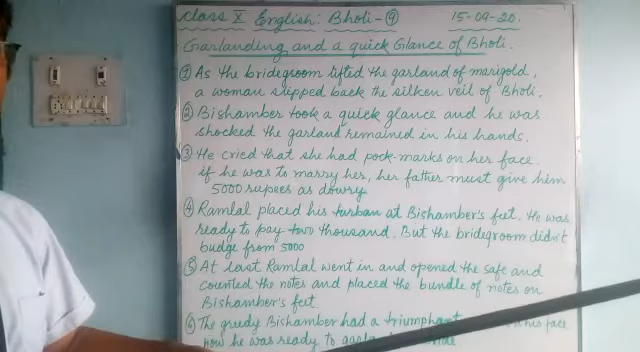 class X English: Bholi-⑨ 15-09-20.
Garlanding and a quick Glance of Bholi.
① As the bridegroom lifted the garland of marigold,
a woman slipped back the silken veil of Bholi.
② Bishamber took a quick glance and he was
shocked the garland remained in his hands.
③ He cried that she had pock-marks on her face.
if he was to marry her, her father must give him
5000 rupees as dowry
④ Ramlal placed his turban at Bishamber's feet. He was
ready to pay two thousand. But the bridegroom didn't
budge from 5000
⑤ At last Ramlal went in and opened the safe and
counted the notes and placed the bundle of notes on
Bishamber's feet
⑥ The greedy Bishamber had a triumphant his face
now he was ready to